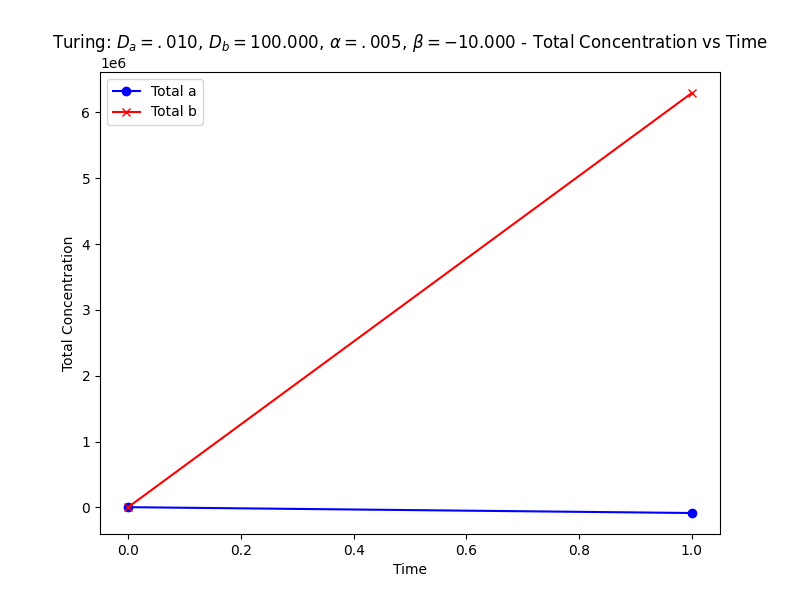 Turing: $D_a = .010$, $D_b = 100.000$, $\alpha = .005$, $\beta = -10.000$ - Total Concentration vs Time
1e6
Total a
Total b
6
5
4
3
2
1
0
Total Concentration
0.0 0.2 0.4 0.6 0.8 1.0
Time